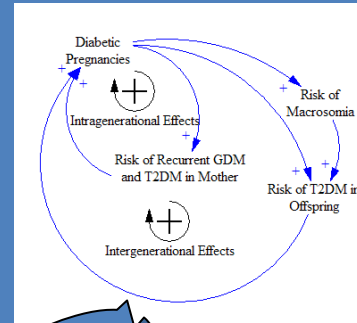 Diabetic
Pregnancies
+
+
+
Intragenerational Effects
+
+
Risk of
Macrosomia
Risk of Recurrent GDM
and T2DM in Mother
+
+
+
Risk of T2DM in
Offspring
+
Intergenerational Effects